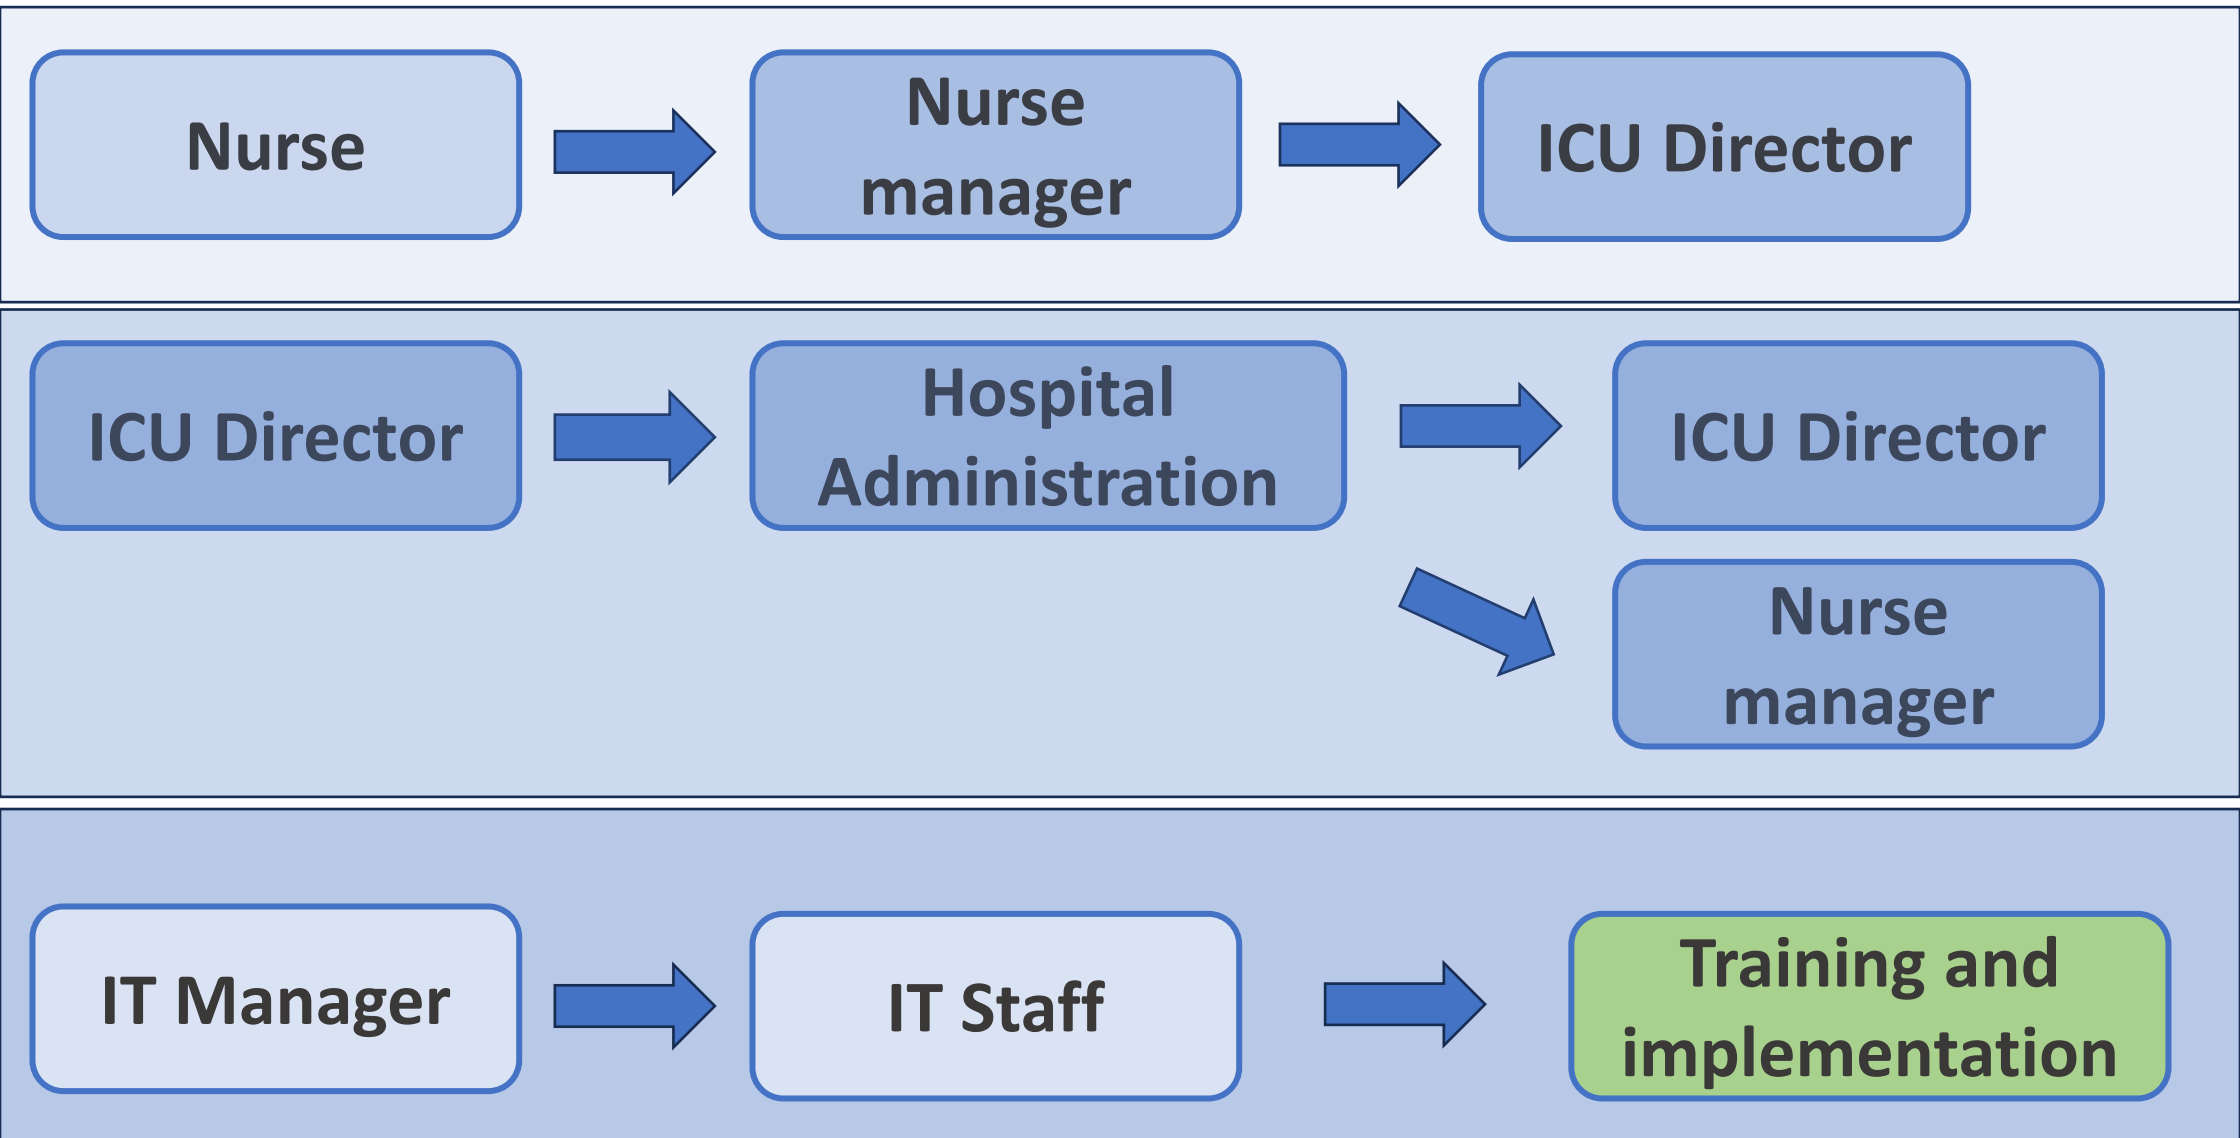 Nurse
Nurse
manager
ICU Director
ICU Director
Hospital
Administration
ICU Director
Nurse
manager
IT Manager
IT Staff
Training and
implementation